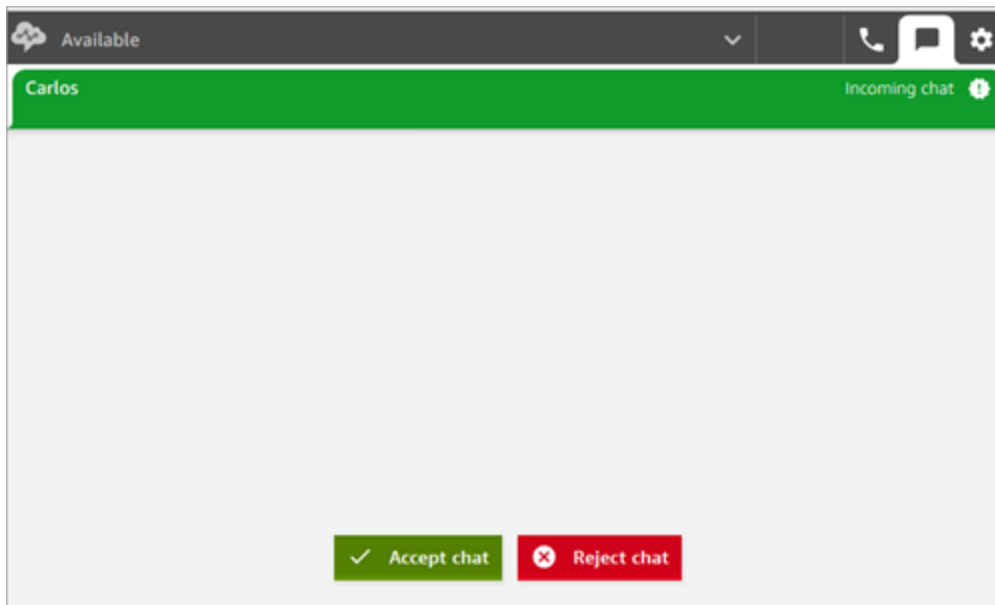 Available
Carlos
Incoming chat
Accept chat
Reject chat